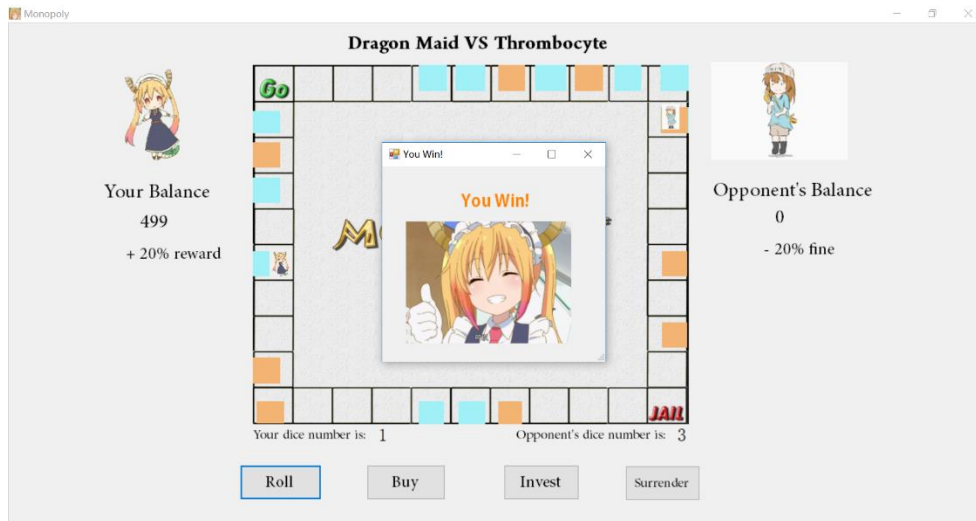 Monopoly
Dragon Maid VS Thrombocyte
Go
You Win!
You Win!
Your Balance
499
+ 20% reward
Opponent's Balance
0
- 20% fine
JAIL
Your dice number is: 1
Opponent's dice number is: 3
Roll
Buy
Invest
Surrender